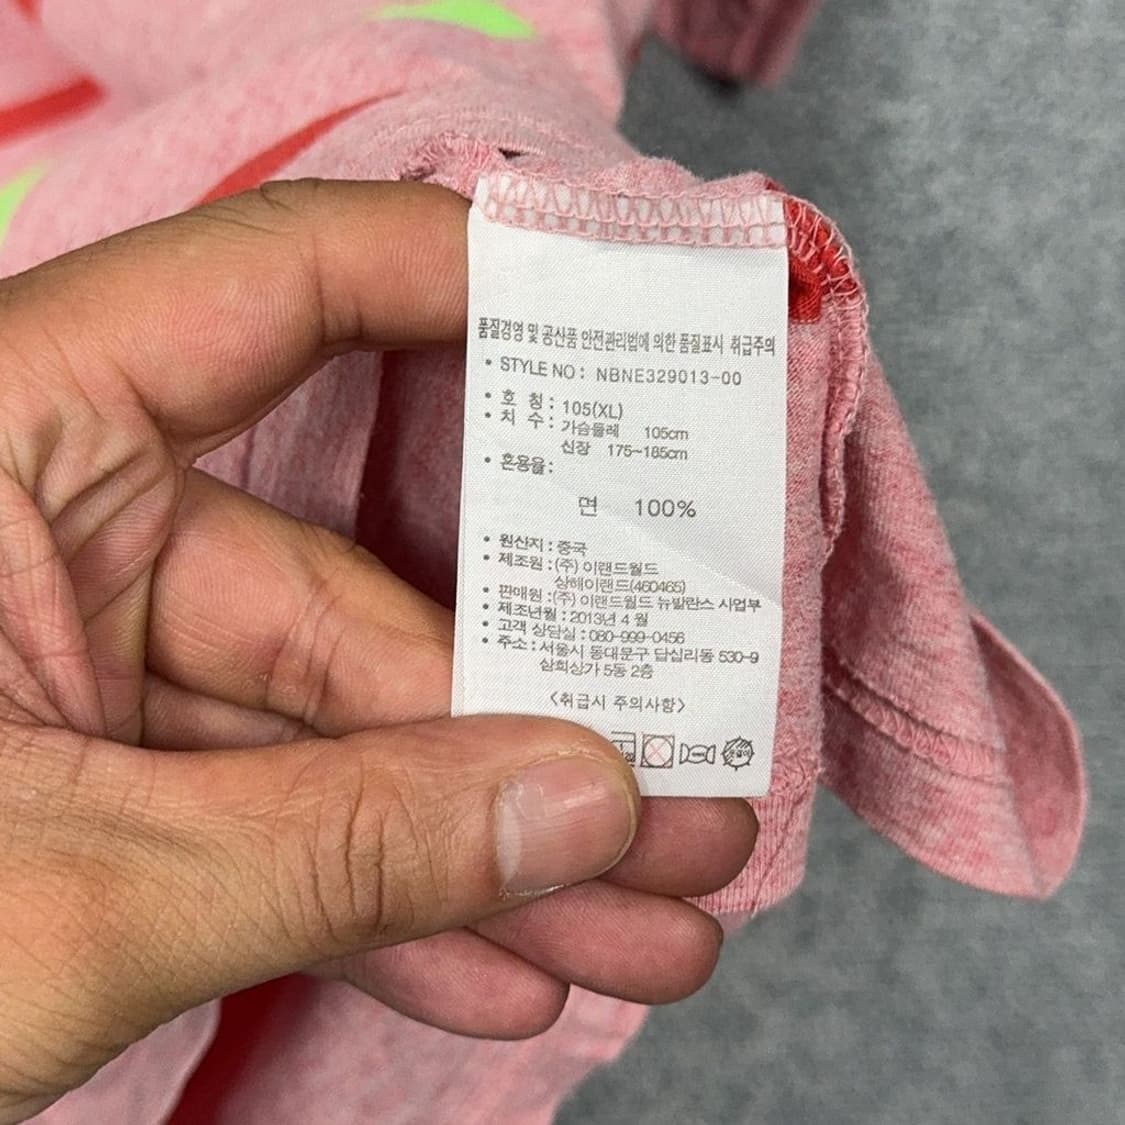 품질경영 및 공산품 안전관리법에 의한 품질표시 취급주의
• STYLE NO : NBNE329013-00
• 호 칭 : 105(XL)
• 치 수 : 가슴둘레 105cm
신장 175~185cm
• 혼용율 :
면 100%
• 원산지 : 중국
• 제조원 : (주) 이랜드월드
상해이랜드(460465)
• 판매원 : (주) 이랜드월드 뉴발란스 사업부
• 제조년월 : 2013년 4 월
• 고객 상담실 : 080-999-0456
• 주소 : 서울시 동대문구 답십리동 530-9
삼희상가 5동 2층
<취급시 주의사항>